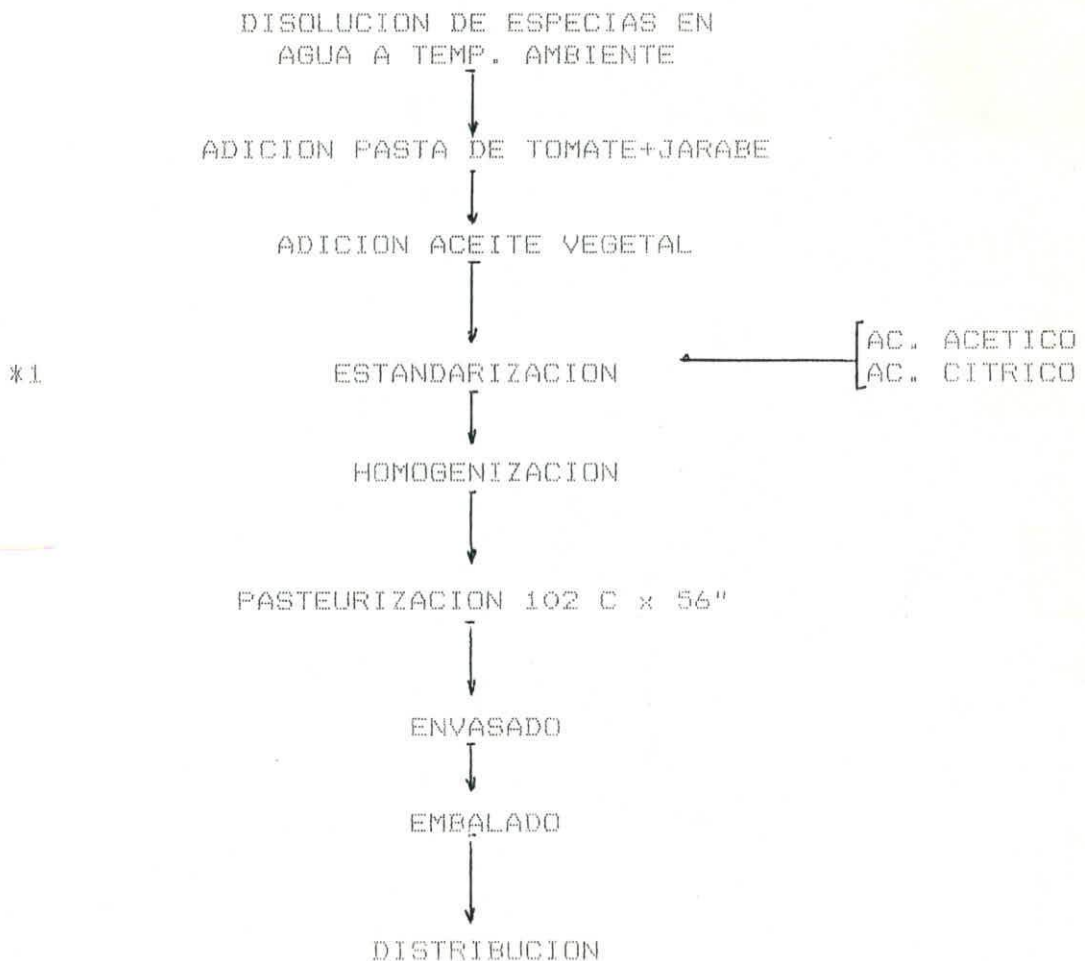 DISOLUCION DE ESPECIAS EN
AGUA A TEMP. AMBIENTE
ADICION PASTA DE TOMATE+JARABE
ADICION ACEITE VEGETAL
AC. ACETICO
*1 ESTANDARIZACION AC. CITRICO
HOMOGENIZACION
PASTEURIZACION 102 C x 56"
ENVASADO
EMBALADO
DISTRIBUCION